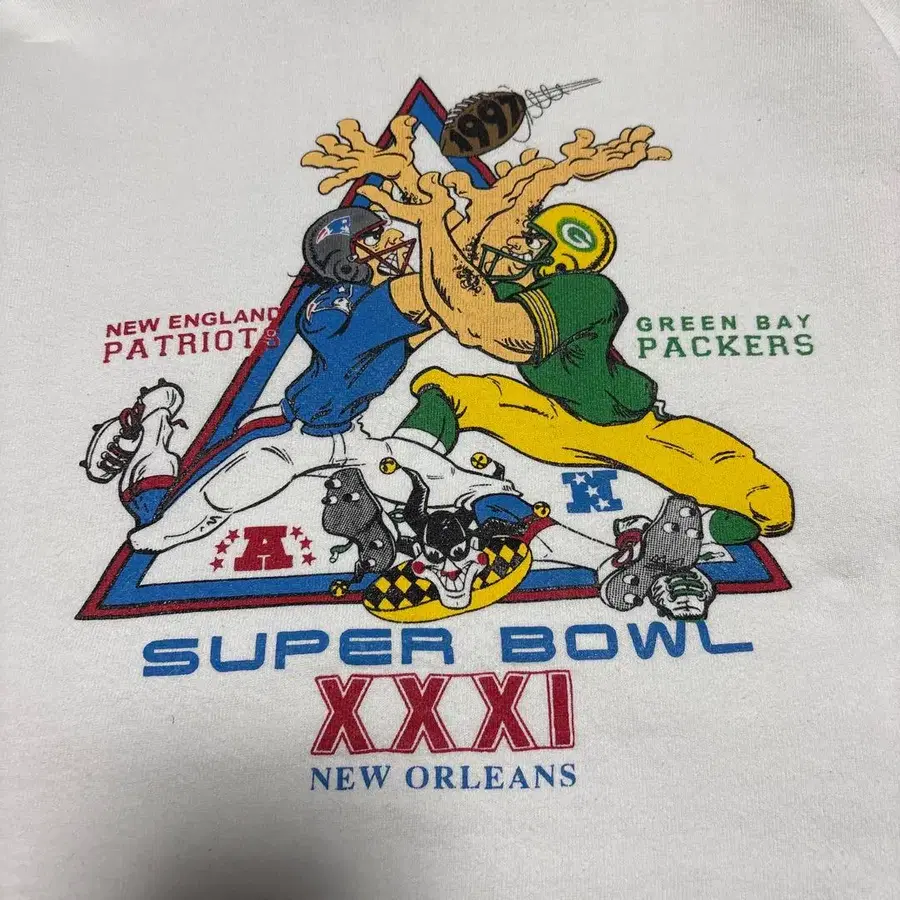 1997
NEW ENGLAND
PATRIOTS
GREEN BAY
PACKERS
G
N
A
SUPER BOWL
XXXI
NEW ORLEANS